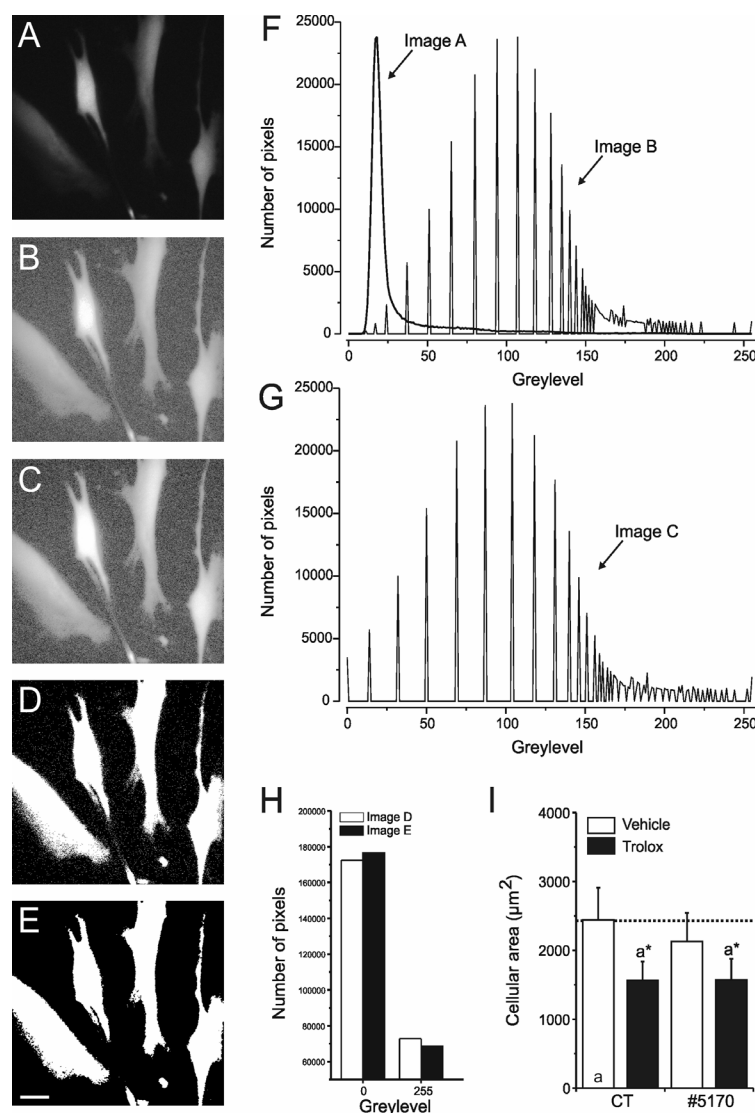 A
B
C
D
E
F
Image A
Image B
Number of pixels
25000
20000
15000
10000
5000
0
0
50
100
150
200
250
Greylevel
G
Image C
Number of pixels
25000
20000
15000
10000
5000
0
0
50
100
150
200
250
Greylevel
H
Image D
Image E
Number of pixels
200000
180000
160000
140000
120000
100000
80000
60000
0
255
Greylevel
I
Vehicle
Trolox
Cellular area (µm²)
4000
3000
2000
1000
0
a
a*
a*
CT
#5170